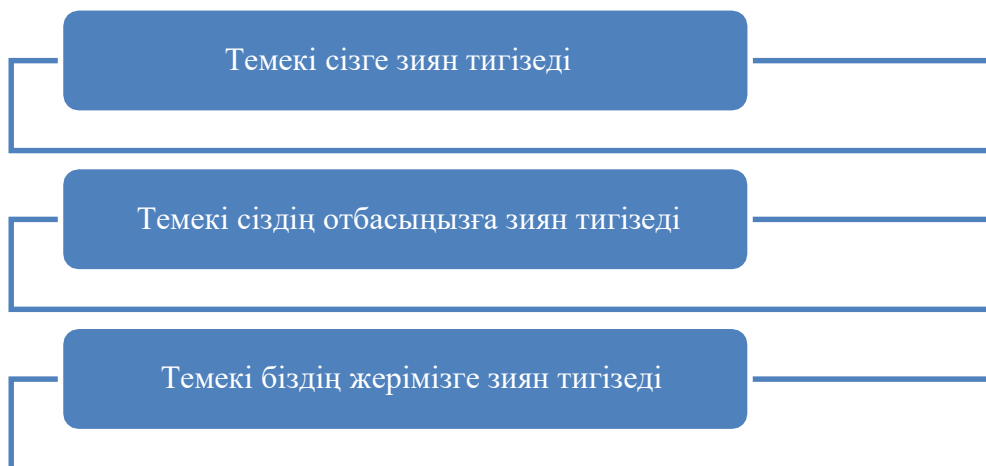 Темекі сізге зиян тигізеді
Темекі сіздің отбасыңызға зиян тигізеді
Темекі біздің жерімізге зиян тигізеді